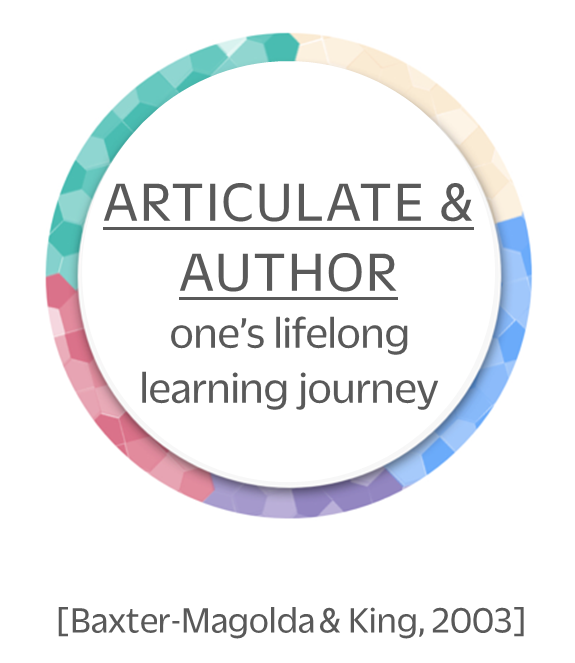 ARTICULATE &
AUTHOR
one’s lifelong
learning journey
[Baxter-Magolda & King, 2003]